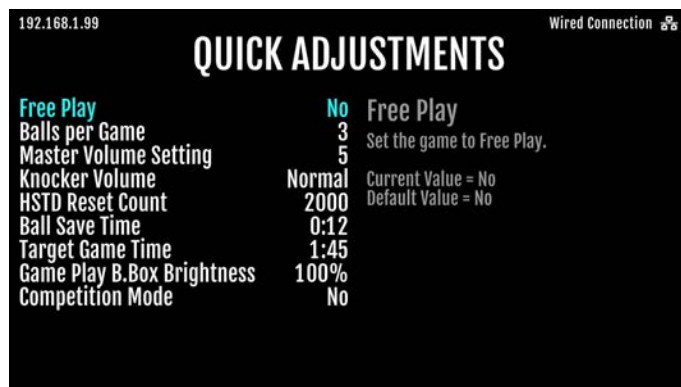 192.168.1.99 Wired Connection
QUICK ADJUSTMENTS
Free Play No
Balls per Game 3
Master Volume Setting 5
Knocker Volume Normal
HSTD Reset Count 2000
Ball Save Time 0:12
Target Game Time 1:45
Game Play B.Box Brightness 100%
Competition Mode No
Free Play
Set the game to Free Play.
Current Value = No
Default Value = No